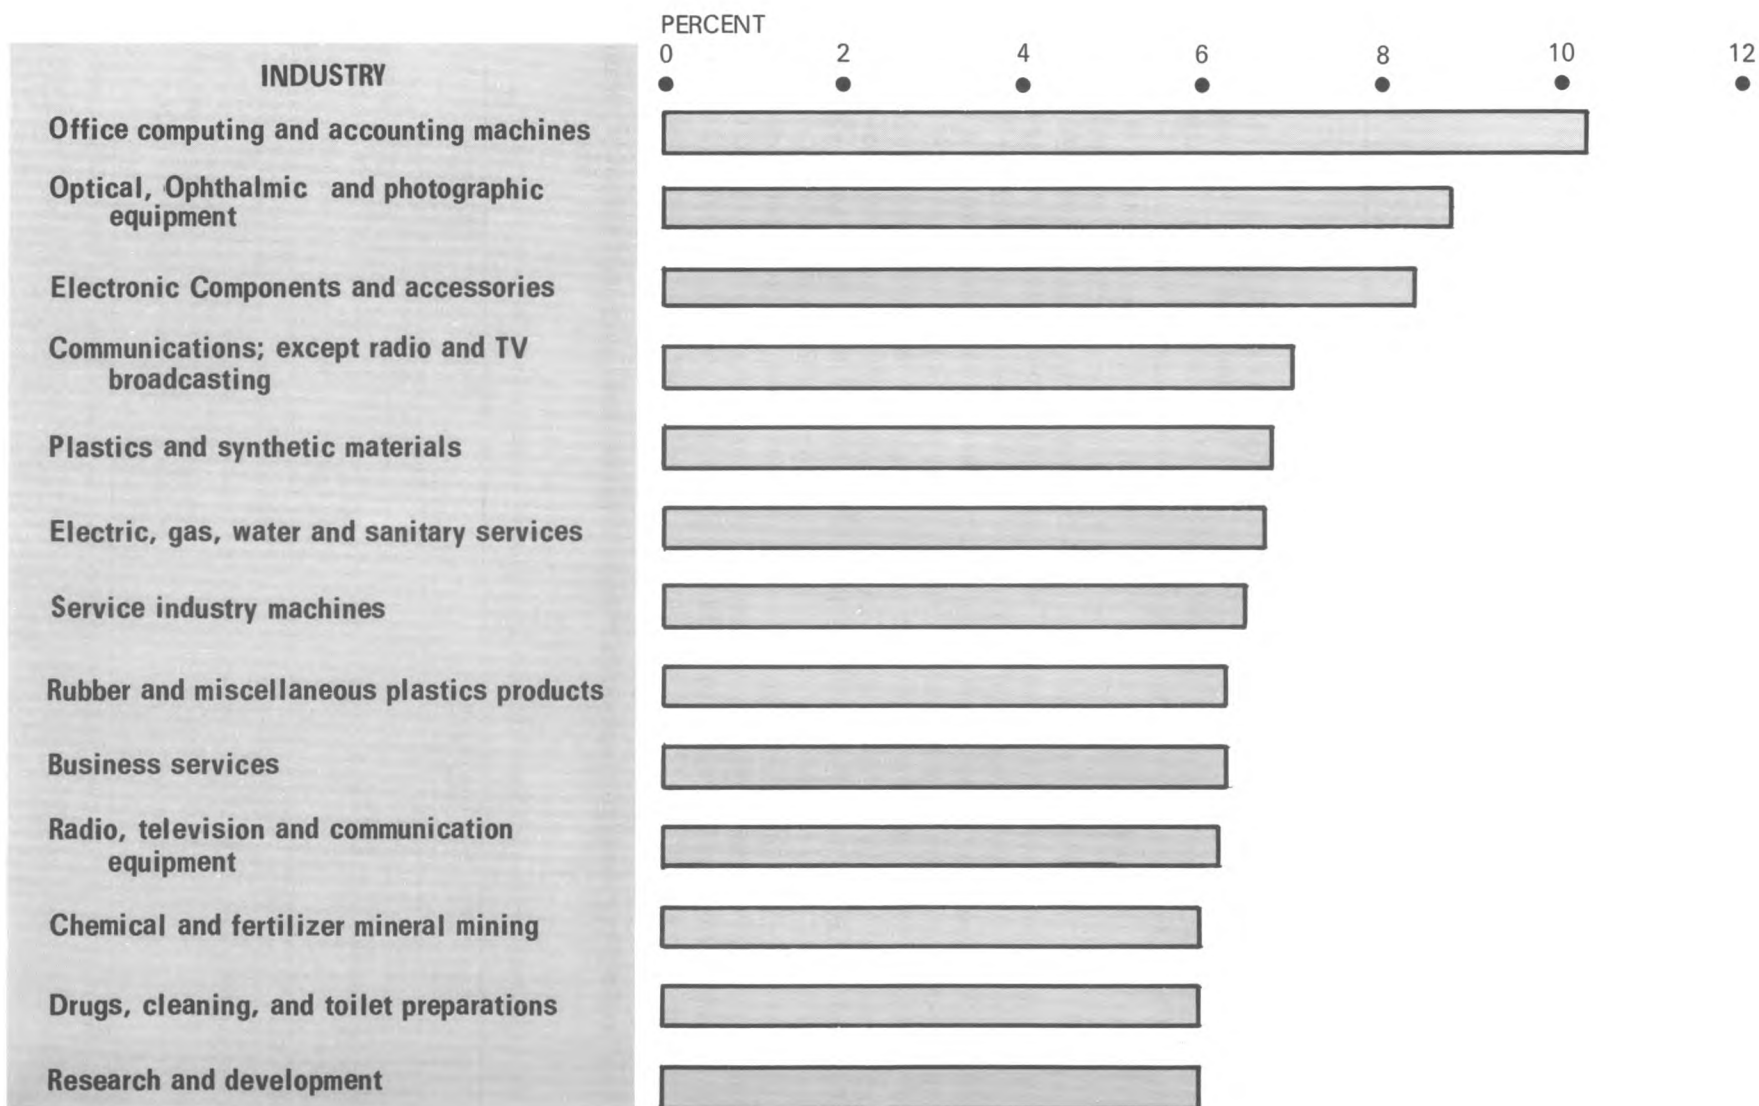 PERCENT
0 2 4 6 8 10 12
INDUSTRY
Office computing and accounting machines
Optical, Ophthalmic and photographic
equipment
Electronic Components and accessories
Communications; except radio and TV
broadcasting
Plastics and synthetic materials
Electric, gas, water and sanitary services
Service industry machines
Rubber and miscellaneous plastics products
Business services
Radio, television and communication
equipment
Chemical and fertilizer mineral mining
Drugs, cleaning, and toilet preparations
Research and development